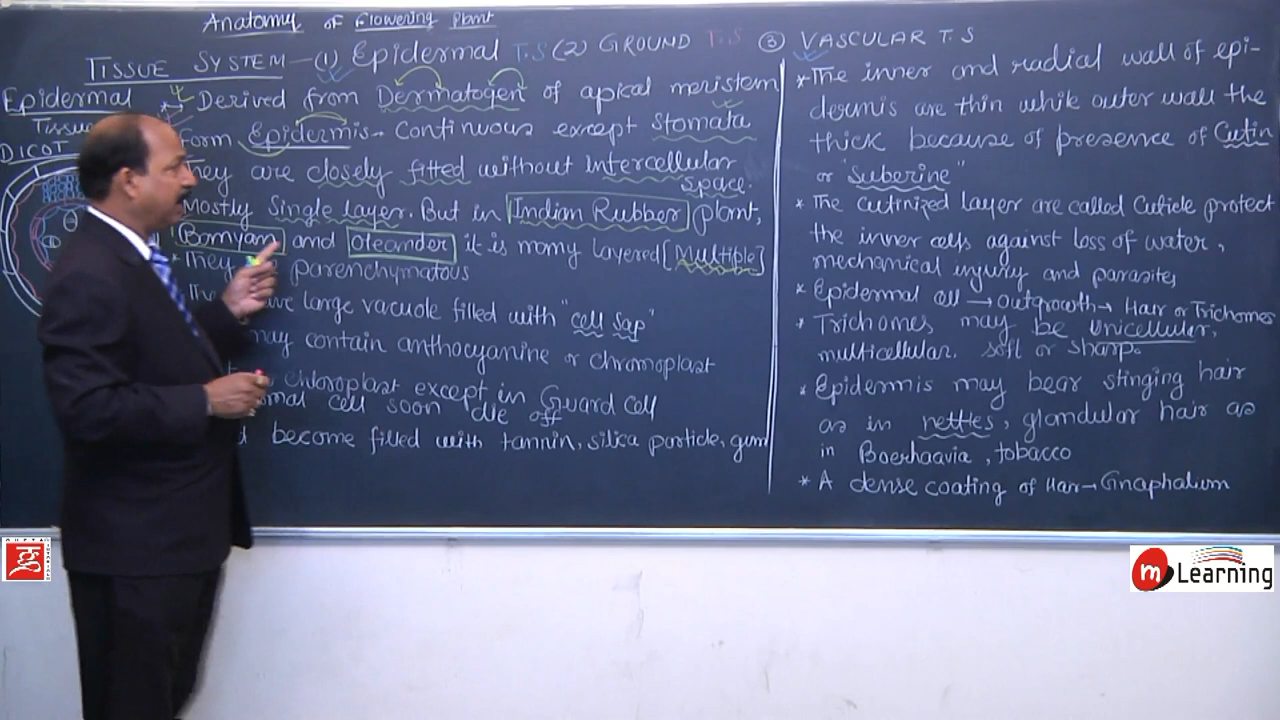 Anatomy of Flowering plant
TISSUE SYSTEM – (1) Epidermal T.S (2) GROUND T.S ③ VASCULAR T.S
Epidermal
Tissue
DICOT
Derived from Dermatogen of apical meristem
Form Epidermis - Continuous except Stomata
They are closely fitted without intercellular
space.
Mostly Single layer. But in Indian Rubber plant,
Bannyan and Oleander it is many layered [Multiple]
* They parenchymatous
large vacuole filled with "cell sap"
may contain anthocyanine or chromoplast
chloroplast except in Guard Cell
cell soon die off
become filled with tannin, silica particle, gum
* The inner and radial wall of epi-
dermis are thin while outer wall the
thick because of presence of Cutin
or "Suberine"
* The cutinized layer are called Cuticle protect
the inner cells against loss of water,
mechanical injury and parasites
* Epidermal cell → outgrowth → Hair or Trichomes
* Trichomes may be Unicellular,
multicellular. Soft or sharp.
* Epidermis may bear stinging hair
as in nettles, glandular hair as
in Boerhaavia, tobacco
* A dense coating of Hair → Gnaphalium
m Learning